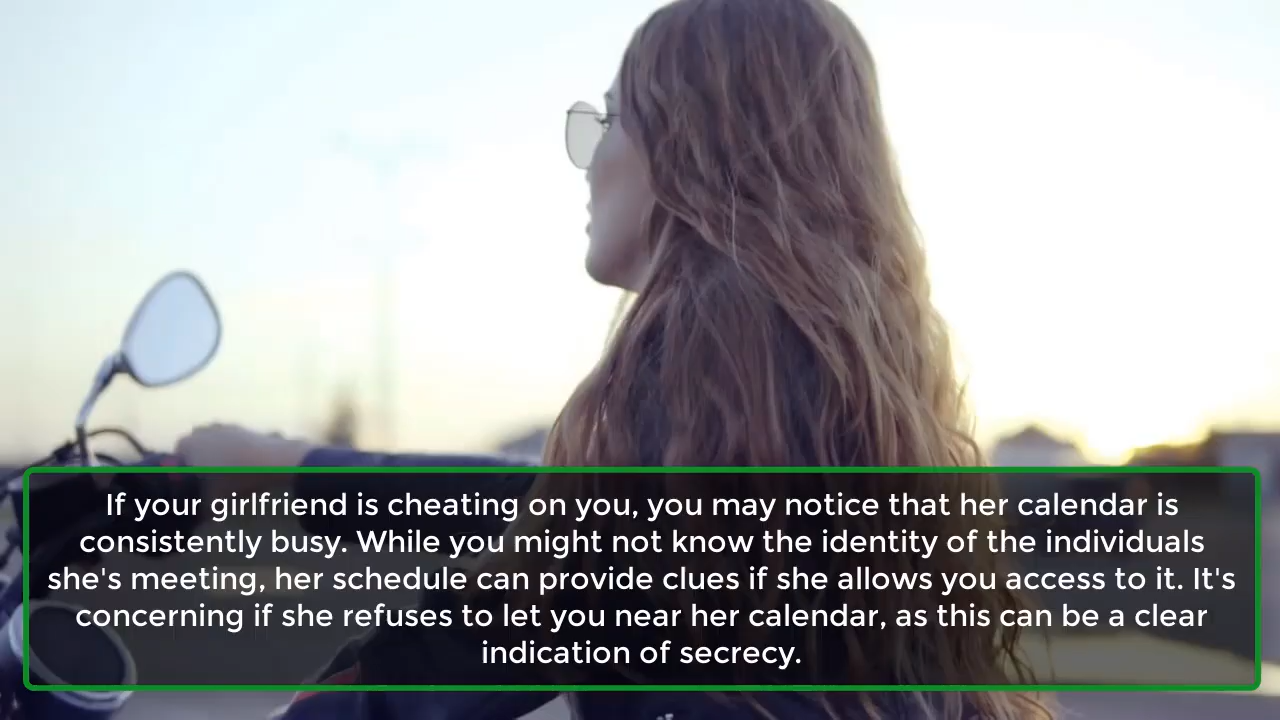 If your girlfriend is cheating on you, you may notice that her calendar is
consistently busy. While you might not know the identity of the individuals
she's meeting, her schedule can provide clues if she allows you access to it. It's
concerning if she refuses to let you near her calendar, as this can be a clear
indication of secrecy.